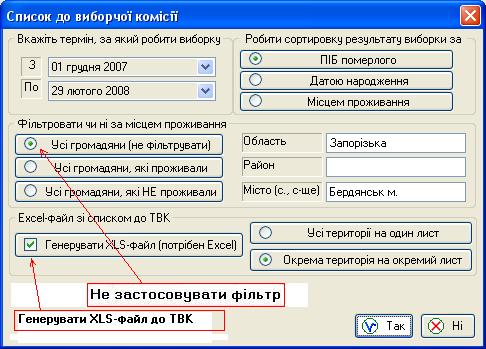 Список до виборчої комісії
Вкажіть термін, за який робити виборку
З 01 грудня 2007
По 29 лютого 2008
Робити сортировку результату виборки за
ПІБ померлого
Датою народження
Місцем проживання
Фільтровати чи ні за місцем проживання
Усі громадяни (не фільтрувати)
Усі громадяни, які проживали
Усі громадяни, які НЕ проживали
Область Запорізька
Район
Місто (с., с-ще) Бердянськ м.
Excel-Файл зі списком до ТВК
Генерувати XLS-Файл (потрібен Excel)
Усі території на один лист
Окрема територія на окремий лист
Не застосовувати фільтр
Генерувати XLS-файл до ТВК
Так
Ні